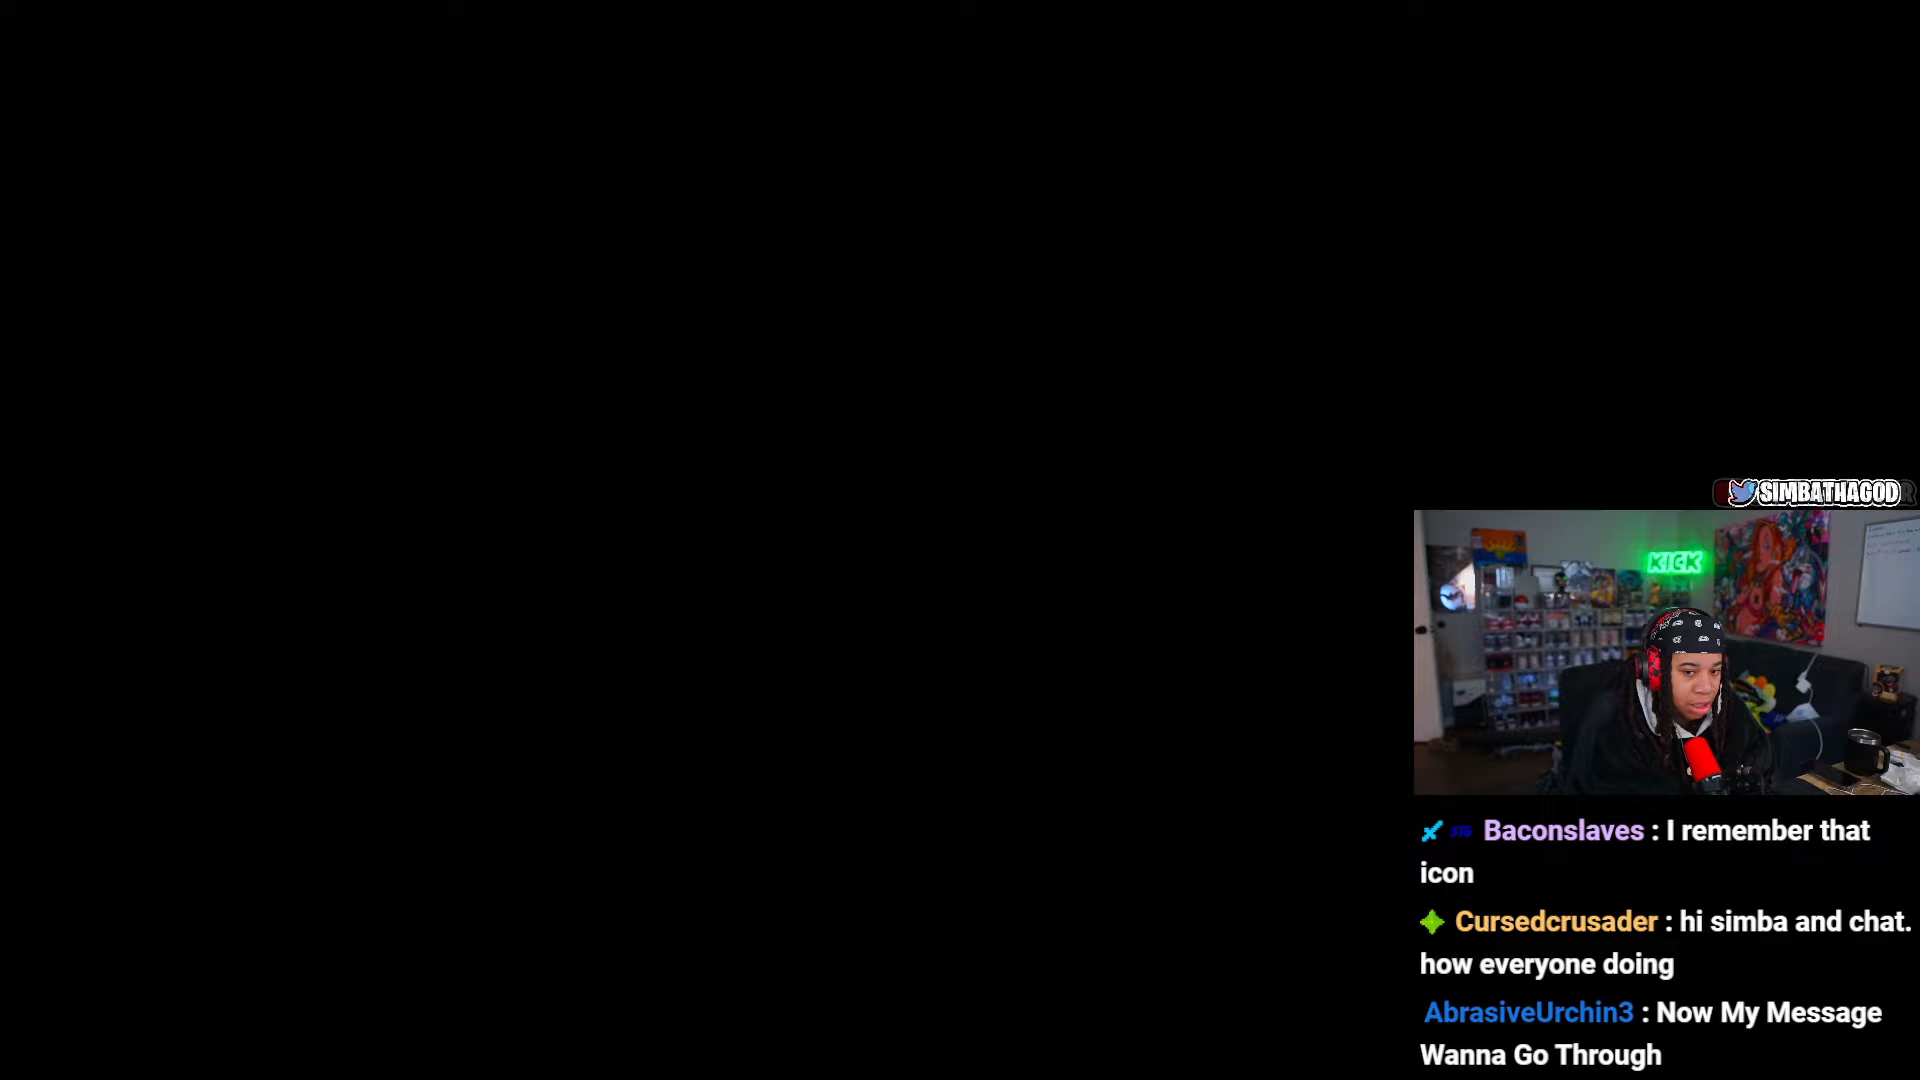 SIMBATHAGOD
KICK
Baconslaves : I remember that
icon
Cursedcrusader : hi simba and chat.
how everyone doing
AbrasiveUrchin3 : Now My Message
Wanna Go Through